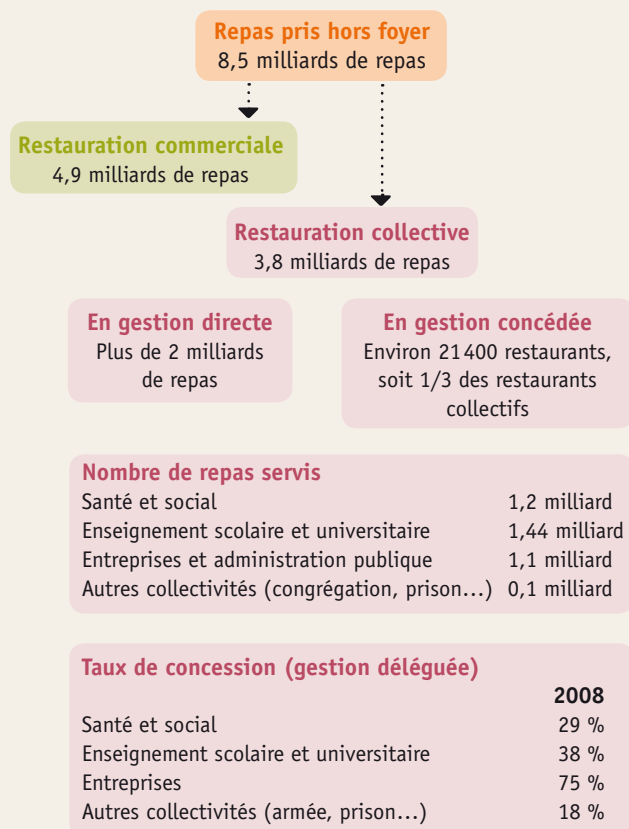 Repas pris hors foyer
8,5 milliards de repas
Restauration commerciale
4,9 milliards de repas
Restauration collective
3,8 milliards de repas
En gestion directe
Plus de 2 milliards
de repas
En gestion concédée
Environ 21 400 restaurants,
soit 1/3 des restaurants
collectifs
Nombre de repas servis
Santé et social 1,2 milliard
Enseignement scolaire et universitaire 1,44 milliard
Entreprises et administration publique 1,1 milliard
Autres collectivités (congrégation, prison…) 0,1 milliard
Taux de concession (gestion déléguée)
2008
Santé et social 29 %
Enseignement scolaire et universitaire 38 %
Entreprises 75 %
Autres collectivités (armée, prison…) 18 %